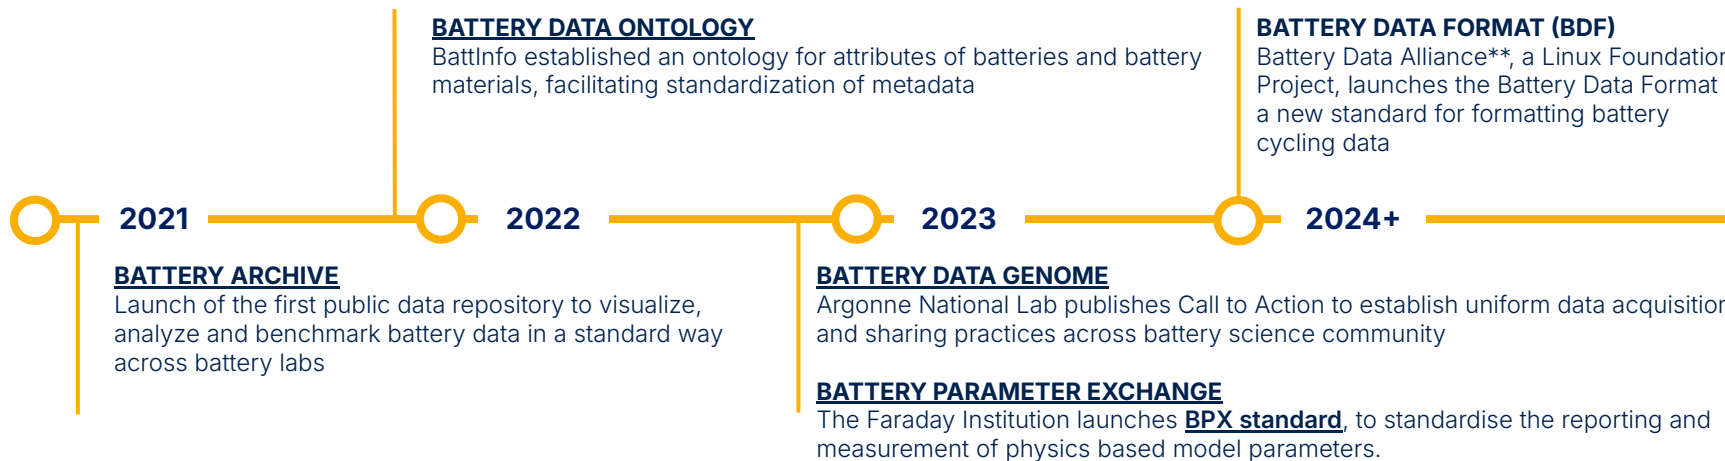 BATTERY DATA ONTOLOGY
BattInfo established an ontology for attributes of batteries and battery
materials, facilitating standardization of metadata
BATTERY DATA FORMAT (BDF)
Battery Data Alliance**, a Linux Foundation
Project, launches the Battery Data Format
a new standard for formatting battery
cycling data
2021
2022
2023
2024+
BATTERY ARCHIVE
Launch of the first public data repository to visualize,
analyze and benchmark battery data in a standard way
across battery labs
BATTERY DATA GENOME
Argonne National Lab publishes Call to Action to establish uniform data acquisition
and sharing practices across battery science community
BATTERY PARAMETER EXCHANGE
The Faraday Institution launches BPX standard, to standardise the reporting and
measurement of physics based model parameters.